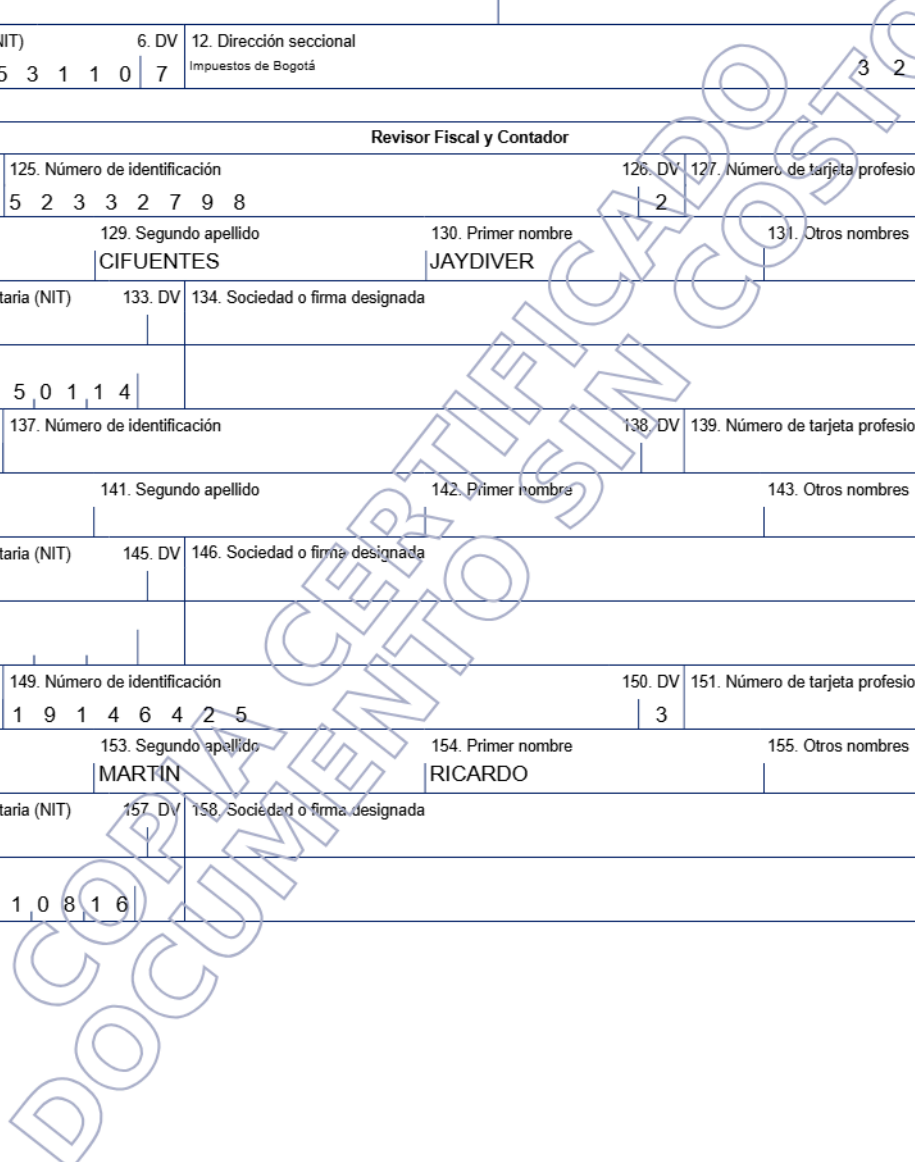 NIT) 6. DV 12. Dirección seccional
5 3 1 1 0 7 Impuestos de Bogotá 3 2
Revisor Fiscal y Contador
125. Número de identificación 126. DV 127. Número de tarjeta profesio
5 2 3 3 2 7 9 8 2
129. Segundo apellido 130. Primer nombre 131. Otros nombres
CIFUENTES JAYDIVER
taria (NIT) 133. DV 134. Sociedad o firma designada
5 0 1 1 4
137. Número de identificación 138. DV 139. Número de tarjeta profesio
141. Segundo apellido 142. Primer nombre 143. Otros nombres
taria (NIT) 145. DV 146. Sociedad o firma designada
149. Número de identificación 150. DV 151. Número de tarjeta profesio
1 9 1 4 6 4 2 5 3
153. Segundo apellido 154. Primer nombre 155. Otros nombres
MARTIN RICARDO
taria (NIT) 157. DV 158. Sociedad o firma designada
1 0 8 1 6
COPIA CERTIFICADO
DOCUMENTO SIN COSTO